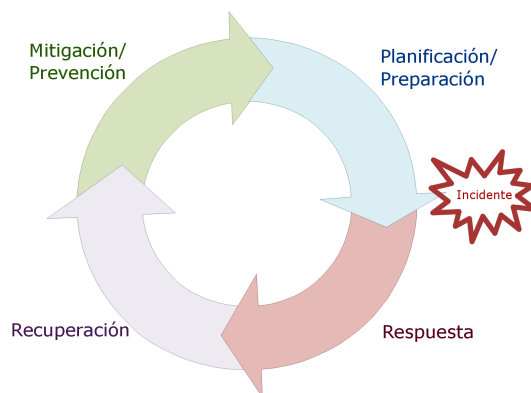 Mitigación/
Prevención
Planificación/
Preparación
Incidente
Recuperación
Respuesta